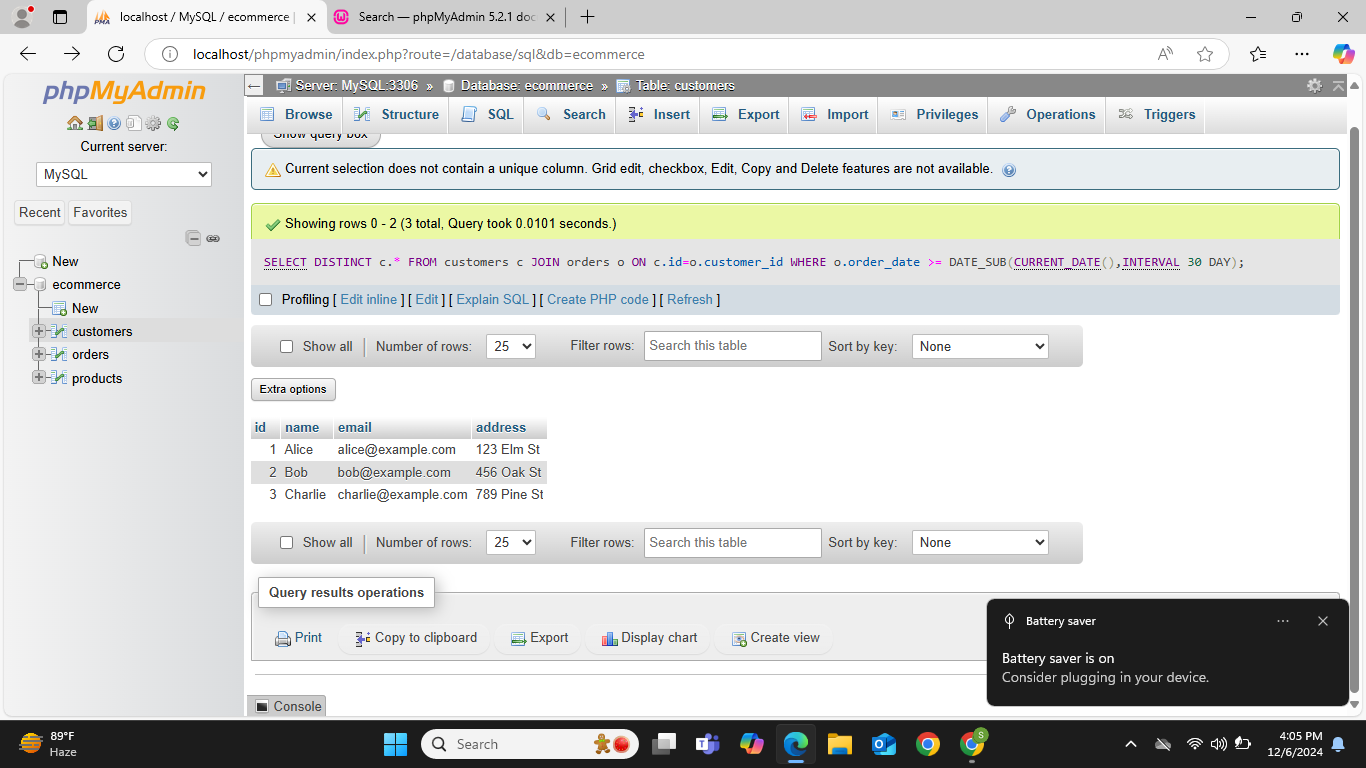 localhost / MySQL / ecommerce |
Search — phpMyAdmin 5.2.1 doc
localhost/phpmyadmin/index.php?route=/database/sql&db=ecommerce
phpMyAdmin
Current server:
MySQL
Recent
Favorites
New
ecommerce
New
customers
orders
products
Server: MySQL:3306 » Database: ecommerce » Table: customers
Browse Structure SQL Search Insert Export Import Privileges Operations Triggers
Show query box
Current selection does not contain a unique column. Grid edit, checkbox, Edit, Copy and Delete features are not available.
Showing rows 0 - 2 (3 total, Query took 0.0101 seconds.)
SELECT DISTINCT c.* FROM customers c JOIN orders o ON c.id=o.customer_id WHERE o.order_date >= DATE_SUB(CURRENT_DATE(),INTERVAL 30 DAY);
Profiling [ Edit inline ] [ Edit ] [ Explain SQL ] [ Create PHP code ] [ Refresh ]
Show all | Number of rows: 25 Filter rows: Search this table Sort by key: None
Extra options
id name email address
1 Alice alice@example.com 123 Elm St
2 Bob bob@example.com 456 Oak St
3 Charlie charlie@example.com 789 Pine St
Show all | Number of rows: 25 Filter rows: Search this table Sort by key: None
Query results operations
Print Copy to clipboard Export Display chart Create view
Console
Battery saver
Battery saver is on
Consider plugging in your device.
89°F
Haze
Search
S
4:05 PM
12/6/2024